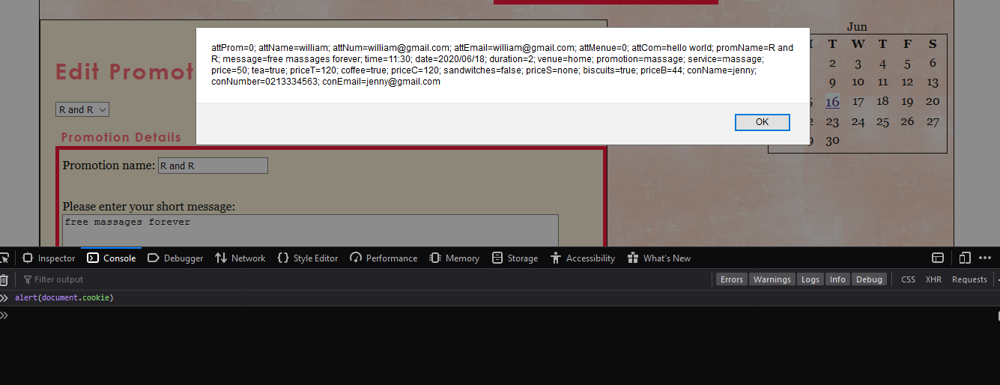 Jun
attProm=0; attName=william; attNum=william@gmail.com; attEmail=william@gmail.com; attMenue=0; attCom=hello world; promName=R and
R; message=free massages forever; time=11:30; date=2020/06/18; duration=2; venue=home; promotion=massage; service=massage;
price=50; tea=true; priceT=120; coffee=true; priceC=120; sandwitches=false; priceS=none; biscuits=true; priceB=44; conName=jenny;
conNumber=0213334563; conEmail=jenny@gmail.com
OK
T W T F S
2 3 4 5 6
9 10 11 12 13
16 17 18 19 20
23 24 25 26 27
30
Edit Promot
R and R
Promotion Details
Promotion name: R and R
Please enter your short message:
free massages forever
Inspector Console Debugger Network Style Editor Performance Memory Storage Accessibility What's New
Filter output Errors Warnings Logs Info Debug CSS XHR Requests
alert(document.cookie)